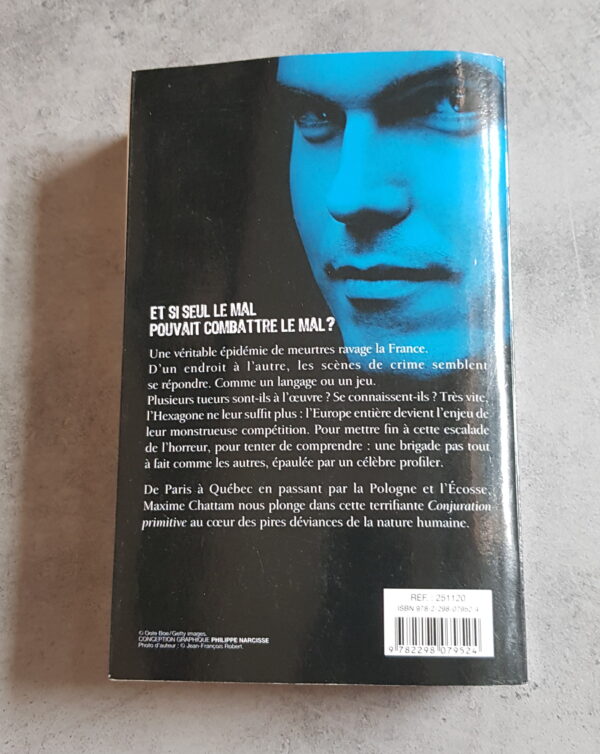 ET SI SEUL LE MAL
POUVAIT COMBATTRE LE MAL ?
Une véritable épidémie de meurtres ravage la France.
D'un endroit à l'autre, les scènes de crime semblent
se répondre. Comme un langage ou un jeu.
Plusieurs tueurs sont-ils à l'œuvre ? Se connaissent-ils ? Très vite,
l'Hexagone ne leur suffit plus : l'Europe entière devient l'enjeu de
leur monstrueuse compétition. Pour mettre fin à cette escalade
de l'horreur, pour tenter de comprendre : une brigade pas tout
à fait comme les autres, épaulée par un célèbre profiler.
De Paris à Québec en passant par la Pologne et l'Écosse,
Maxime Chattam nous plonge dans cette terrifiante Conjuration
primitive au cœur des pires déviances de la nature humaine.
REF. : 251120
ISBN 978-2-298-07952-4
9 782298 079524
CONCEPTION GRAPHIQUE PHILIPPE NARCISSE
Photo d'auteur : © Jean-François Robert.